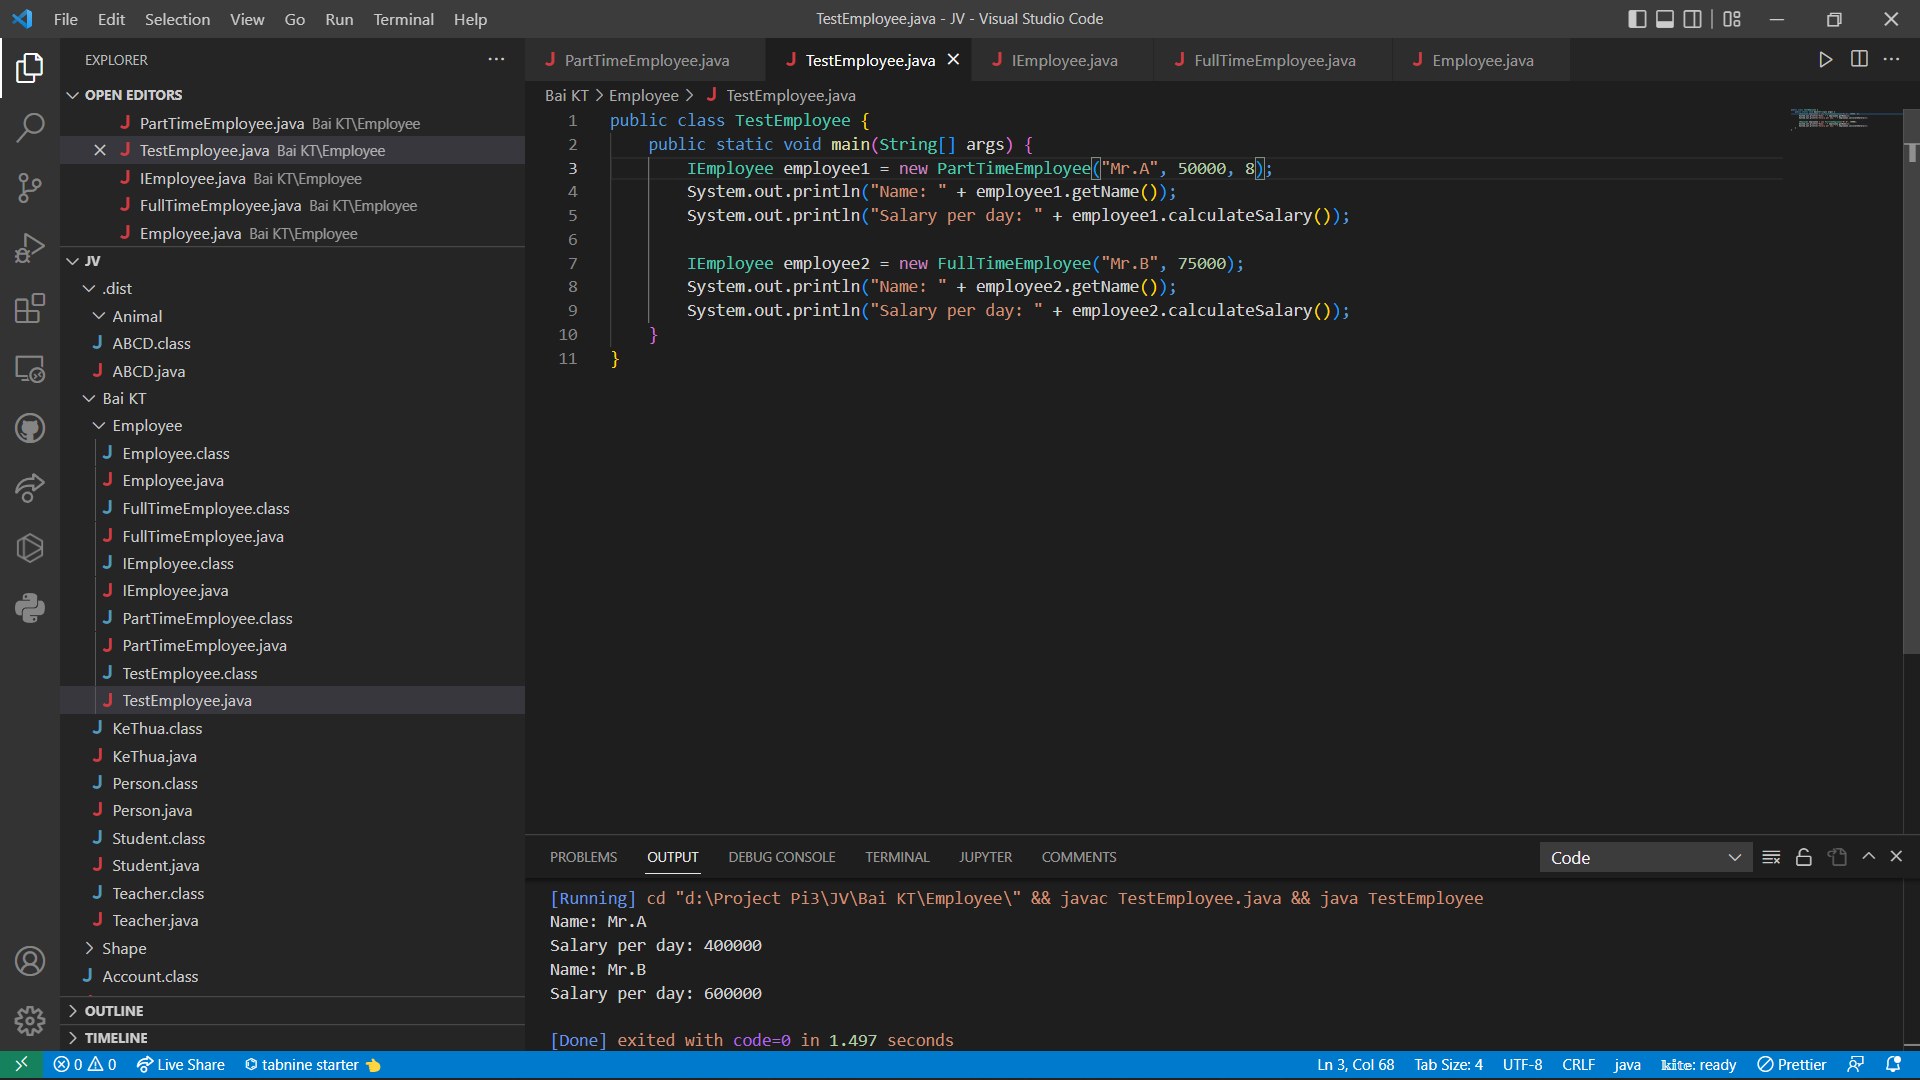 File Edit Selection View Go Run Terminal Help
TestEmployee.java - JV - Visual Studio Code
EXPLORER
OPEN EDITORS
PartTimeEmployee.java Bai KT\Employee
TestEmployee.java Bai KT\Employee
IEmployee.java Bai KT\Employee
FullTimeEmployee.java Bai KT\Employee
Employee.java Bai KT\Employee
JV
.dist
Animal
ABCD.class
ABCD.java
Bai KT
Employee
Employee.class
Employee.java
FullTimeEmployee.class
FullTimeEmployee.java
IEmployee.class
IEmployee.java
PartTimeEmployee.class
PartTimeEmployee.java
TestEmployee.class
TestEmployee.java
KeThua.class
KeThua.java
Person.class
Person.java
Student.class
Student.java
Teacher.class
Teacher.java
Shape
Account.class
OUTLINE
TIMELINE
PartTimeEmployee.java TestEmployee.java IEmployee.java FullTimeEmployee.java Employee.java
Bai KT > Employee > TestEmployee.java
1 public class TestEmployee {
2 public static void main(String[] args) {
3 IEmployee employee1 = new PartTimeEmployee("Mr.A", 50000, 8);
4 System.out.println("Name: " + employee1.getName());
5 System.out.println("Salary per day: " + employee1.calculateSalary());
6
7 IEmployee employee2 = new FullTimeEmployee("Mr.B", 75000);
8 System.out.println("Name: " + employee2.getName());
9 System.out.println("Salary per day: " + employee2.calculateSalary());
10 }
11 }
PROBLEMS OUTPUT DEBUG CONSOLE TERMINAL JUPYTER COMMENTS
Code
[Running] cd "d:\Project Pi3\JV\Bai KT\Employee\" && javac TestEmployee.java && java TestEmployee
Name: Mr.A
Salary per day: 400000
Name: Mr.B
Salary per day: 600000
[Done] exited with code=0 in 1.497 seconds
0 0 Live Share tabnine starter
Ln 3, Col 68 Tab Size: 4 UTF-8 CRLF java kite: ready Prettier